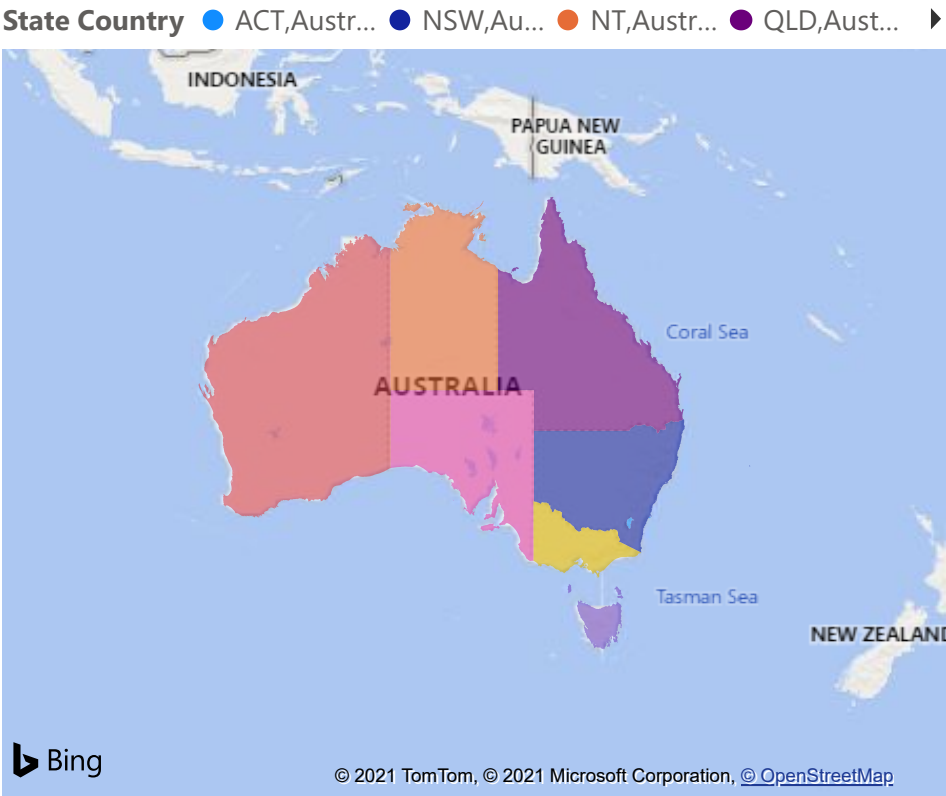 State Country ACT,Austr... NSW,Au... NT,Austr... QLD,Aust...
INDONESIA
PAPUA NEW
GUINEA
Coral Sea
AUSTRALIA
Tasman Sea
NEW ZEALAND
Bing
© 2021 TomTom, © 2021 Microsoft Corporation, © OpenStreetMap